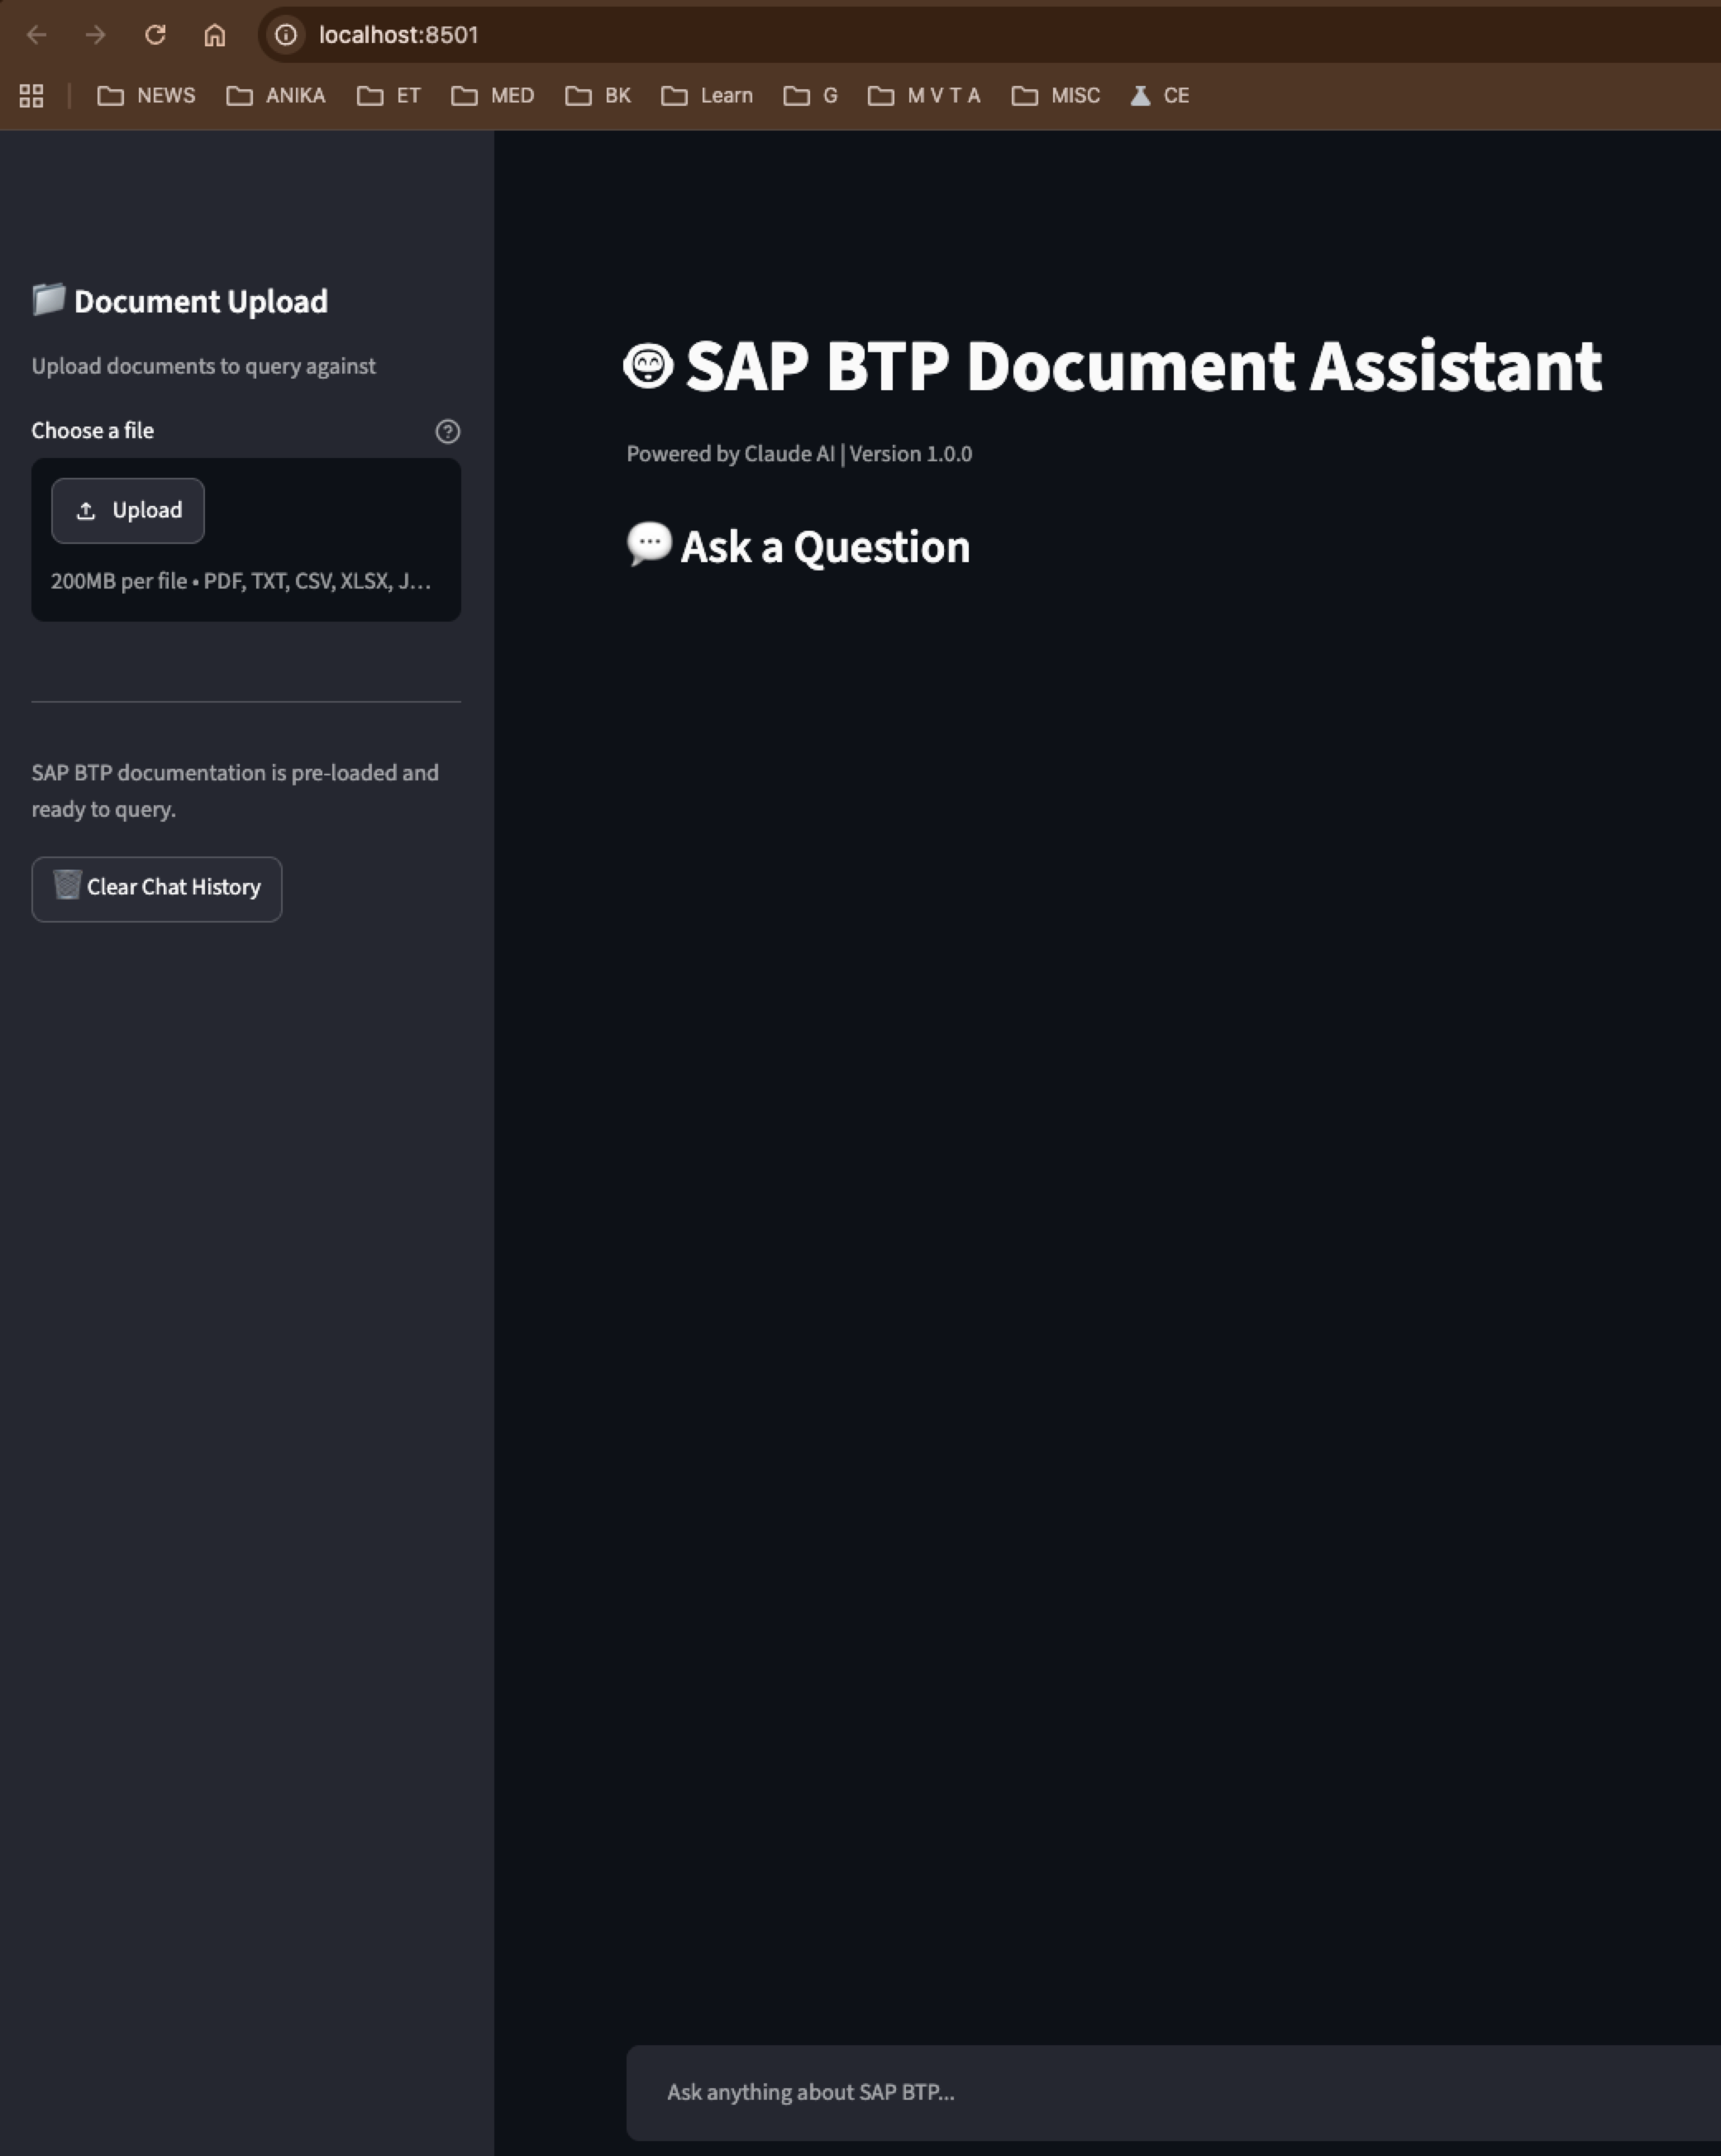 localhost:8501
NEWS ANIKA ET MED BK Learn G M V T A MISC CE
Document Upload
Upload documents to query against
Choose a file
Upload
200MB per file • PDF, TXT, CSV, XLSX, J...
SAP BTP documentation is pre-loaded and
ready to query.
Clear Chat History
SAP BTP Document Assistant
Powered by Claude AI | Version 1.0.0
Ask a Question
Ask anything about SAP BTP...